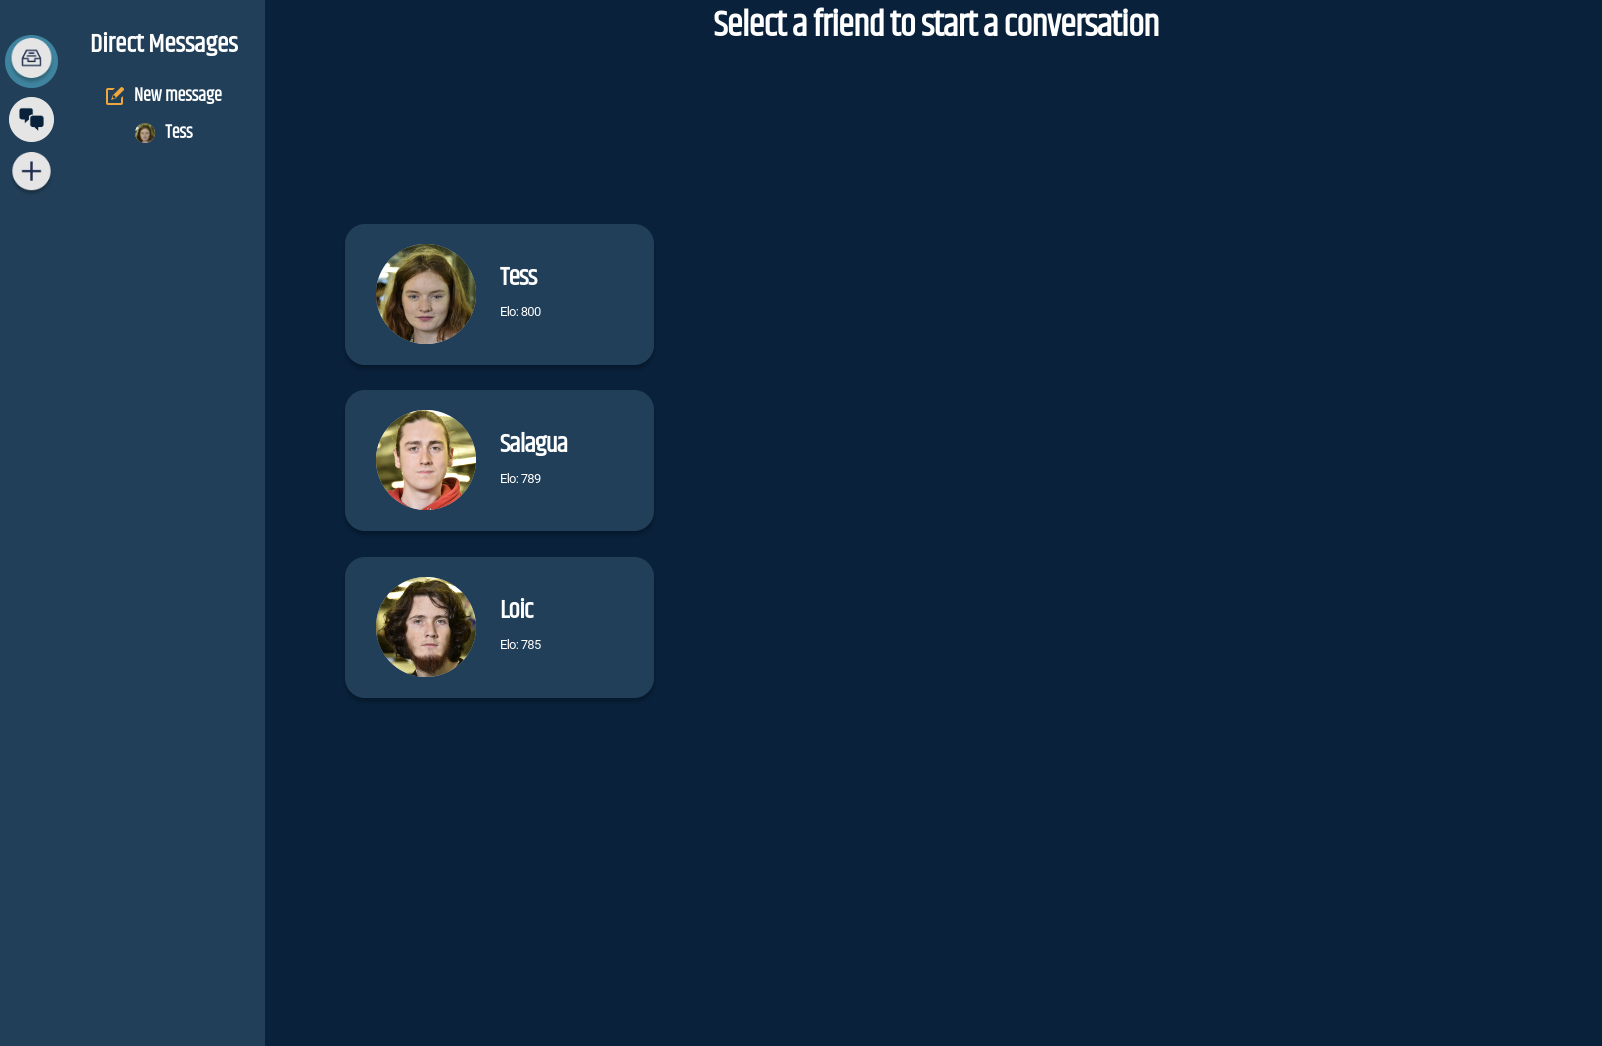 Direct Messages
New message
Tess
Select a friend to start a conversation
Tess
Elo: 800
Salagua
Elo: 789
Loic
Elo: 785